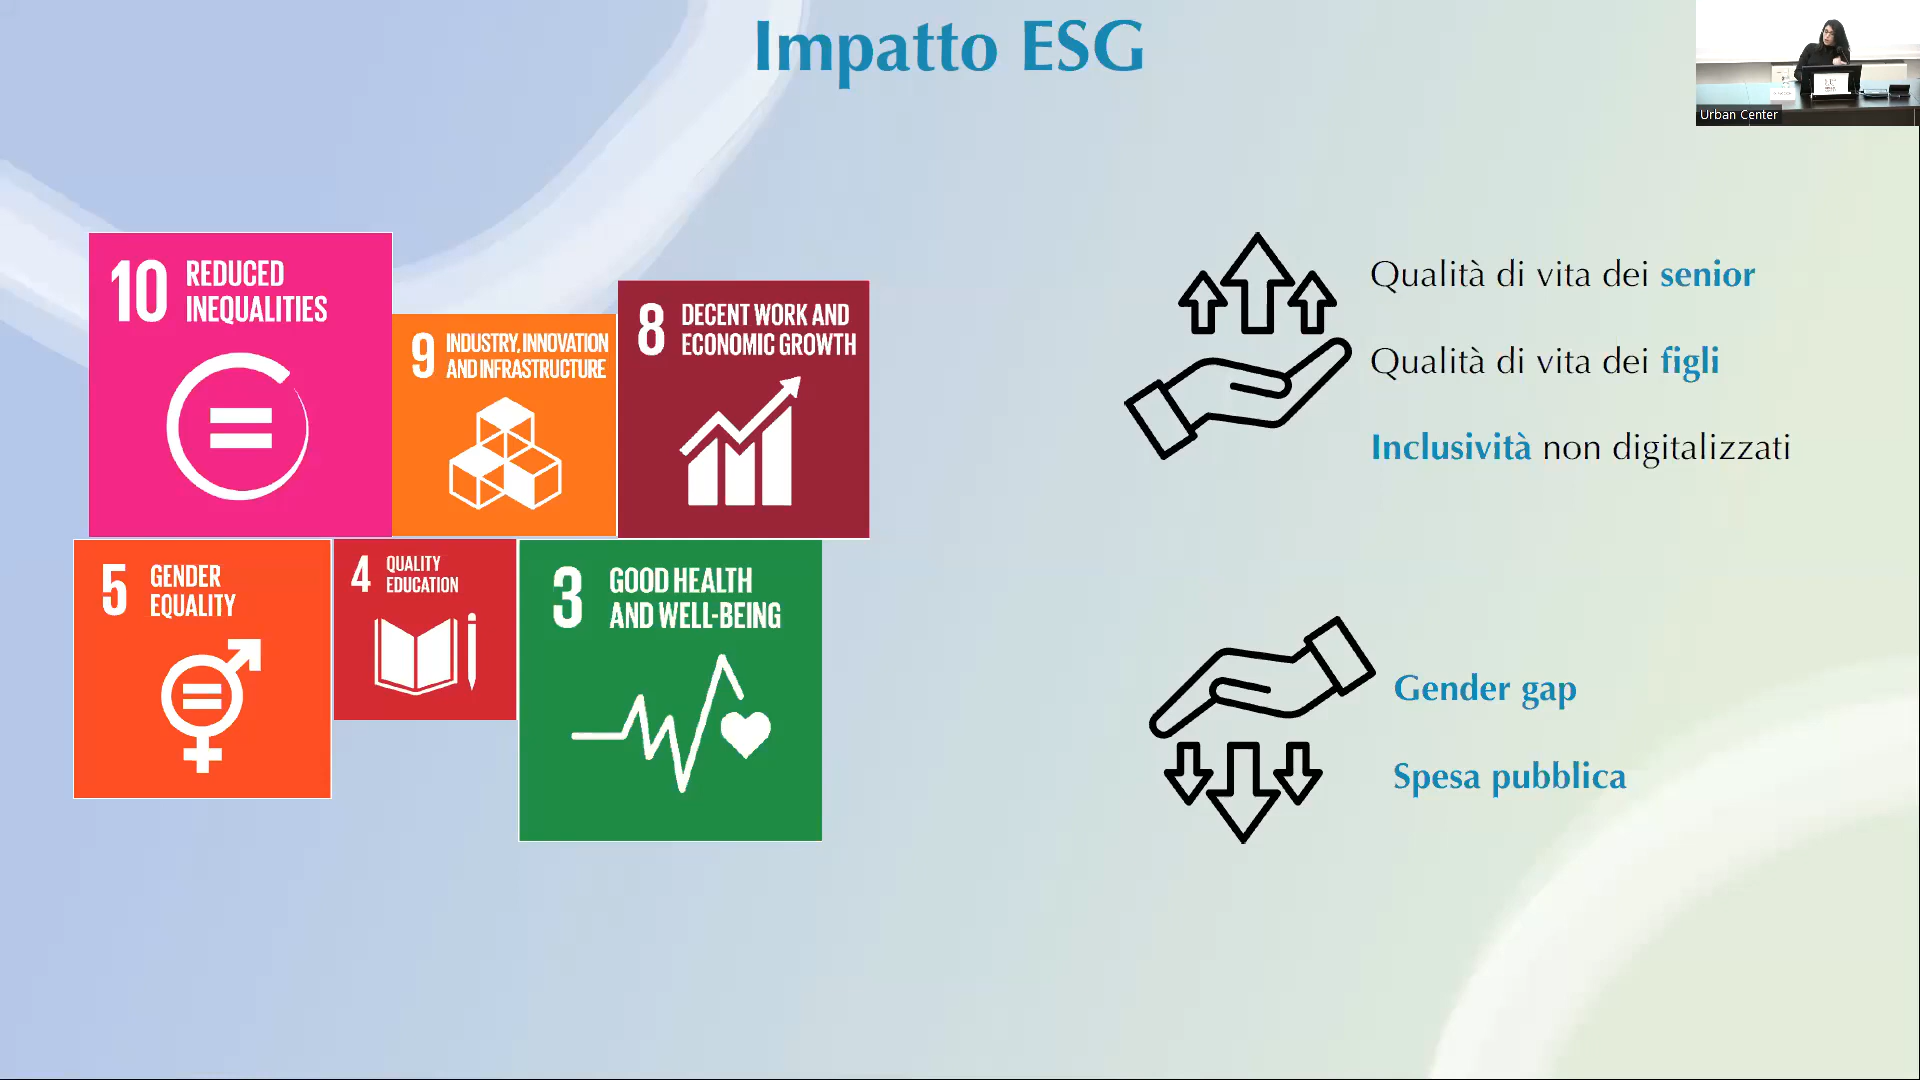 Impatto ESG
Urban Center
10 REDUCED
INEQUALITIES
9 INDUSTRY, INNOVATION
AND INFRASTRUCTURE
8 DECENT WORK AND
ECONOMIC GROWTH
5 GENDER
EQUALITY
4 QUALITY
EDUCATION
3 GOOD HEALTH
AND WELL-BEING
Qualità di vita dei senior
Qualità di vita dei figli
Inclusività non digitalizzati
Gender gap
Spesa pubblica